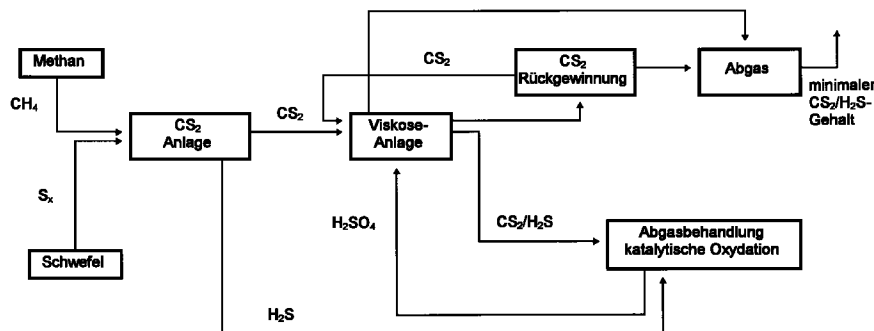 Methan
CH₄
CS₂
Anlage
Sₓ
Schwefel
CS₂
Viskose-
Anlage
CS₂
CS₂
Rückgewinnung
Abgas
minimaler
CS₂/H₂S-
Gehalt
H₂SO₄
CS₂/H₂S
Abgasbehandlung
katalytische Oxydation
H₂S